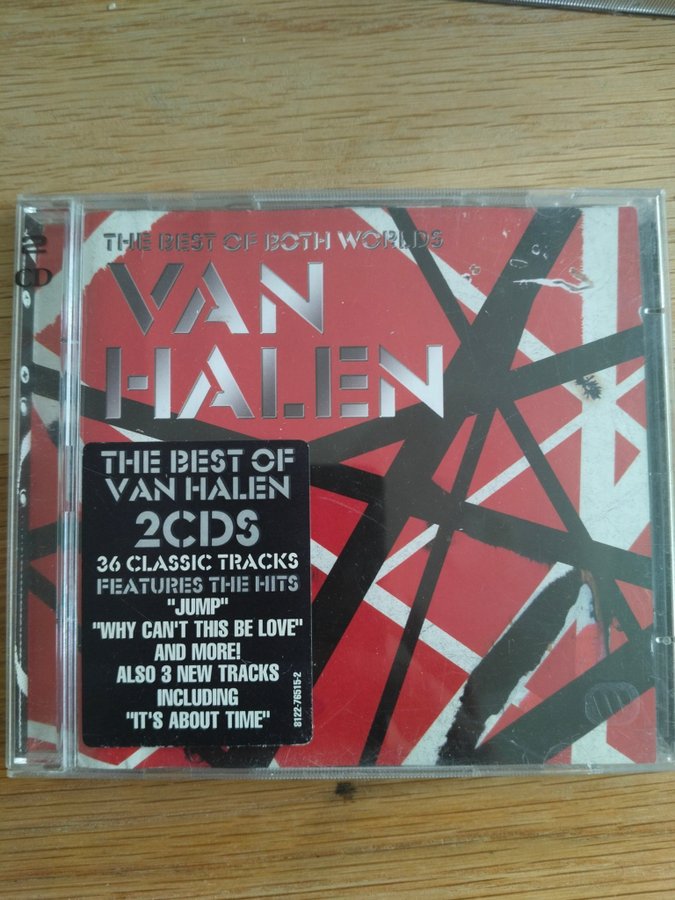 2
CD
THE BEST OF BOTH WORLDS
VAN
HALEN
THE BEST OF
VAN HALEN
2CDS
36 CLASSIC TRACKS
FEATURES THE HITS
"JUMP"
"WHY CAN'T THIS BE LOVE"
AND MORE!
ALSO 3 NEW TRACKS
INCLUDING
"IT'S ABOUT TIME"
8122-76515-2